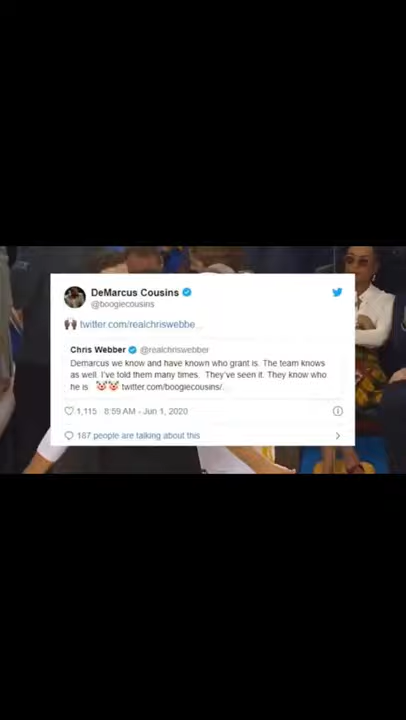 DeMarcus Cousins
@boogiecousins
🙌🏿 twitter.com/realchriswebbe...
Chris Webber @realchriswebber
Demarcus we know and have known who grant is. The team knows
as well. I've told them many times. They've seen it. They know who
he is 🤡🤡 twitter.com/boogiecousins/...
1,115 8:59 AM - Jun 1, 2020
187 people are talking about this